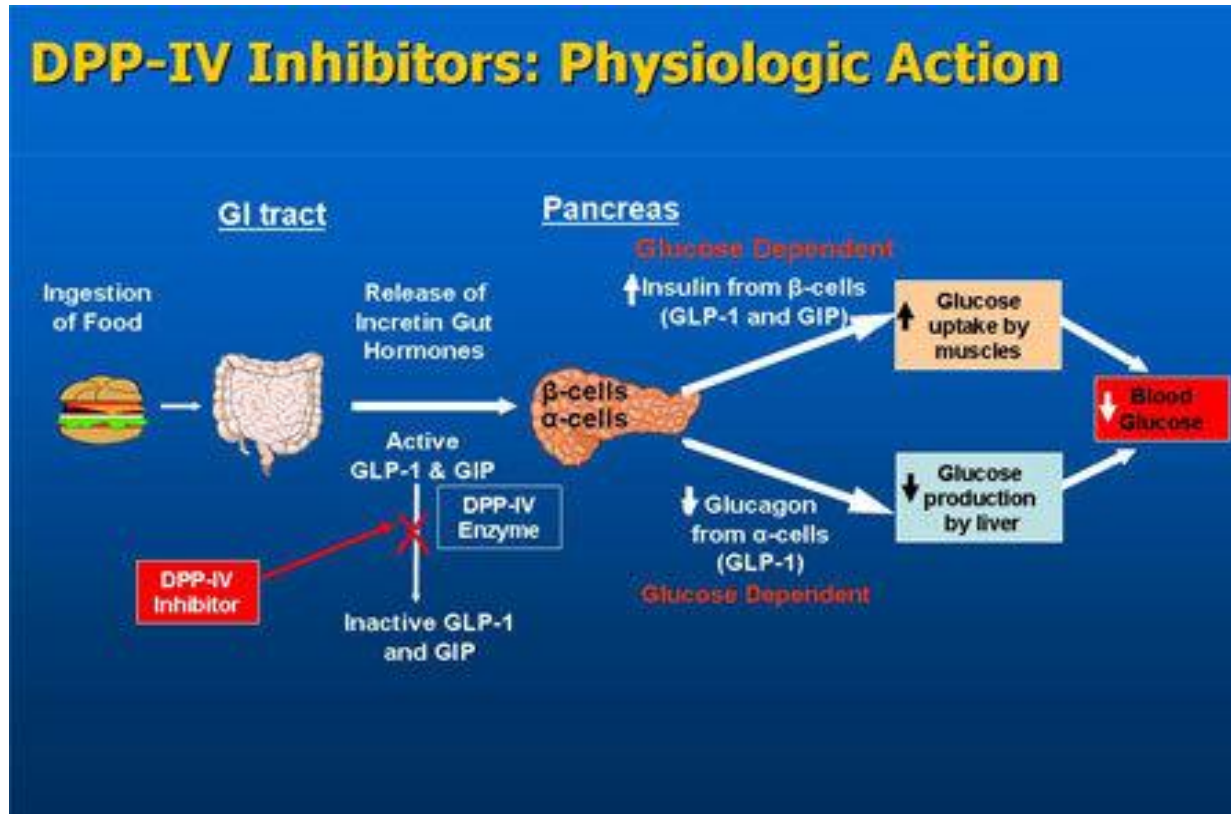 DPP-IV Inhibitors: Physiologic Action
GI tract
Pancreas
Ingestion
of Food
Release of
Incretin Gut
Hormones
Glucose Dependent
Insulin from β-cells
(GLP-1 and GIP)
Glucose
uptake by
muscles
β-cells
α-cells
Blood
Glucose
Active
GLP-1 & GIP
DPP-IV
Enzyme
Glucagon
from α-cells
(GLP-1)
Glucose Dependent
Glucose
production
by liver
DPP-IV
Inhibitor
Inactive GLP-1
and GIP